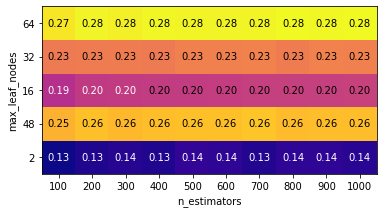 64 0.27 0.28 0.28 0.28 0.28 0.28 0.28 0.28 0.28 0.28
32 0.23 0.23 0.23 0.23 0.23 0.23 0.23 0.23 0.23 0.23
max_leaf_nodes
16 0.19 0.20 0.20 0.20 0.20 0.20 0.20 0.20 0.20 0.20
48 0.25 0.26 0.26 0.26 0.26 0.26 0.26 0.26 0.26 0.26
2 0.13 0.13 0.14 0.13 0.14 0.14 0.13 0.14 0.14 0.14
100 200 300 400 500 600 700 800 900 1000
n_estimators